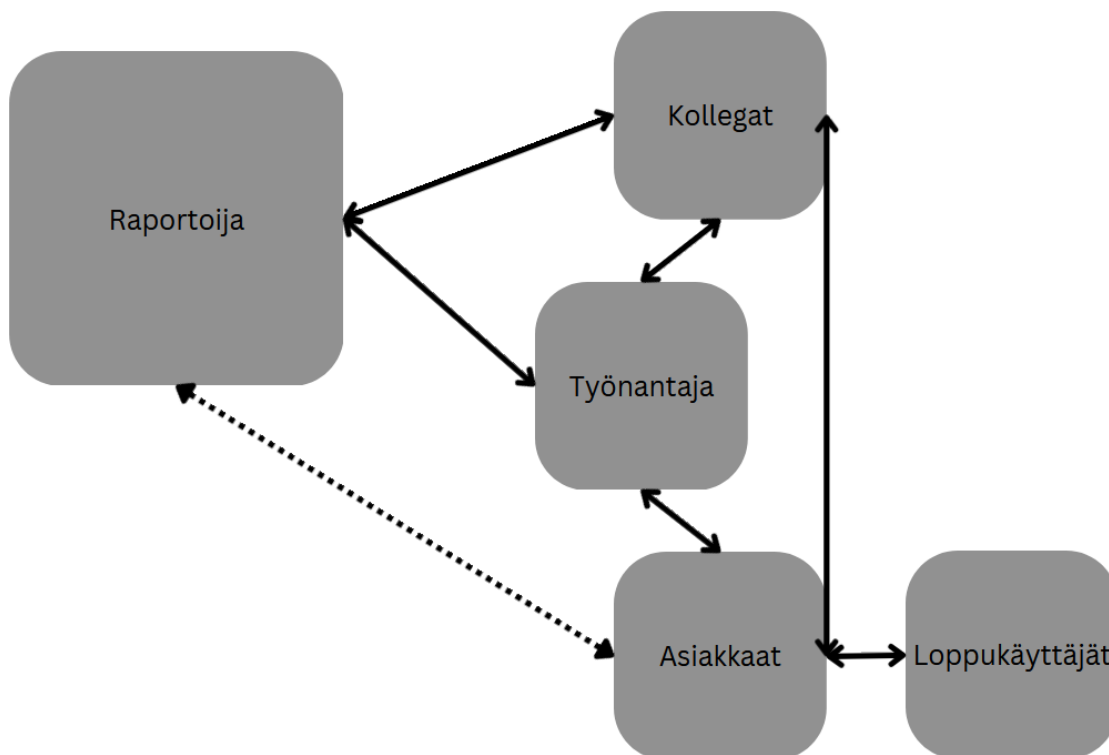 Kollegat
Raportoija
Työnantaja
Asiakkaat
Loppukäyttäjät